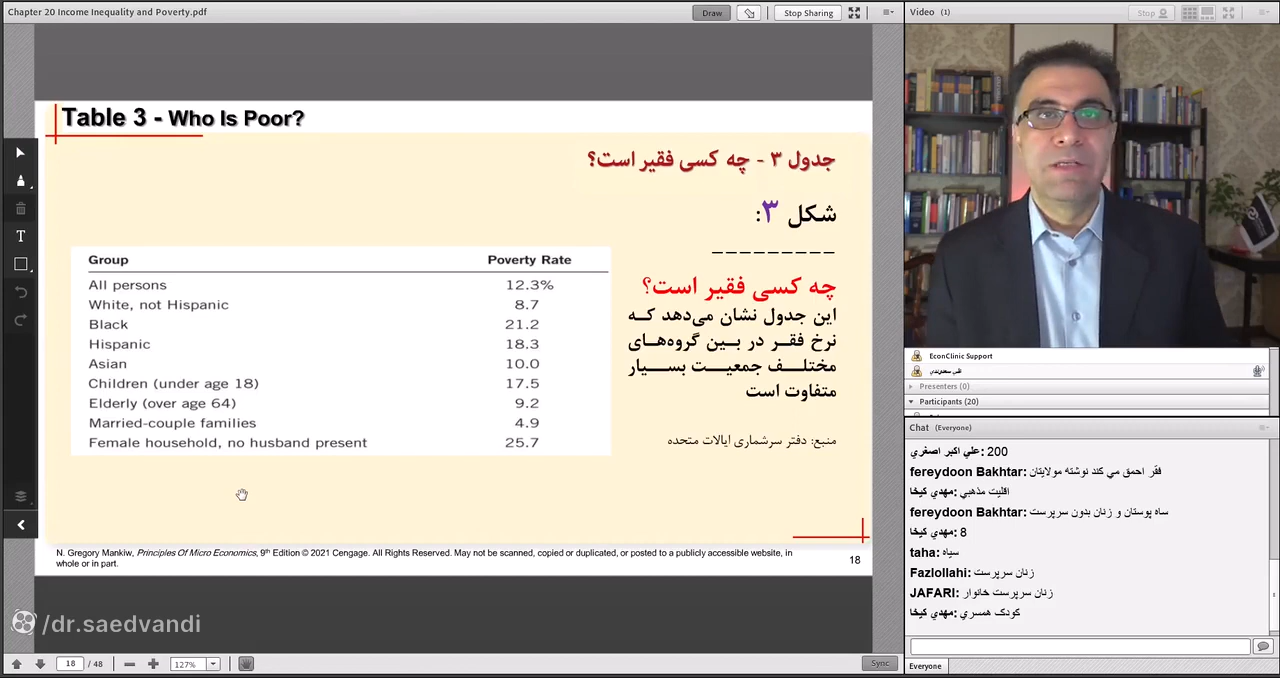 Chapter 20 Income Inequality and Poverty.pdf
Draw
Stop Sharing
Table 3 - Who Is Poor?
جدول ۳ - چه کسی فقیر است؟
شکل ۳:
---------
چه کسی فقیر است؟
این جدول نشان می‌دهد که
نرخ فقر در بین گروه‌های
مختلف جمعیت بسیار
متفاوت است
منبع: دفتر سرشماری ایالات متحده
Group Poverty Rate
All persons 12.3%
White, not Hispanic 8.7
Black 21.2
Hispanic 18.3
Asian 10.0
Children (under age 18) 17.5
Elderly (over age 64) 9.2
Married-couple families 4.9
Female household, no husband present 25.7
N. Gregory Mankiw, Principles Of Micro Economics, 9th Edition © 2021 Cengage. All Rights Reserved. May not be scanned, copied or duplicated, or posted to a publicly accessible website, in
whole or in part.
18
/dr.saedvandi
18 / 48
127%
Sync
Video (1)
Stop
EconClinic Support
Presenters (0)
Participants (20)
Chat (Everyone)
علي اکبر اصغري: 200
fereydoon Bakhtar: فقر احمق می کند نوشته مولایتان
مهدي کيخا: اقليت مذهبي
fereydoon Bakhtar: ساه پوستان و زنان بدون سرپرست
مهدي کيخا: 8
taha: سیاه
Fazlollahi: زنان سرپرست
JAFARI: زنان سرپرست خانوار
مهدي کيخا: کودک همسري
Everyone